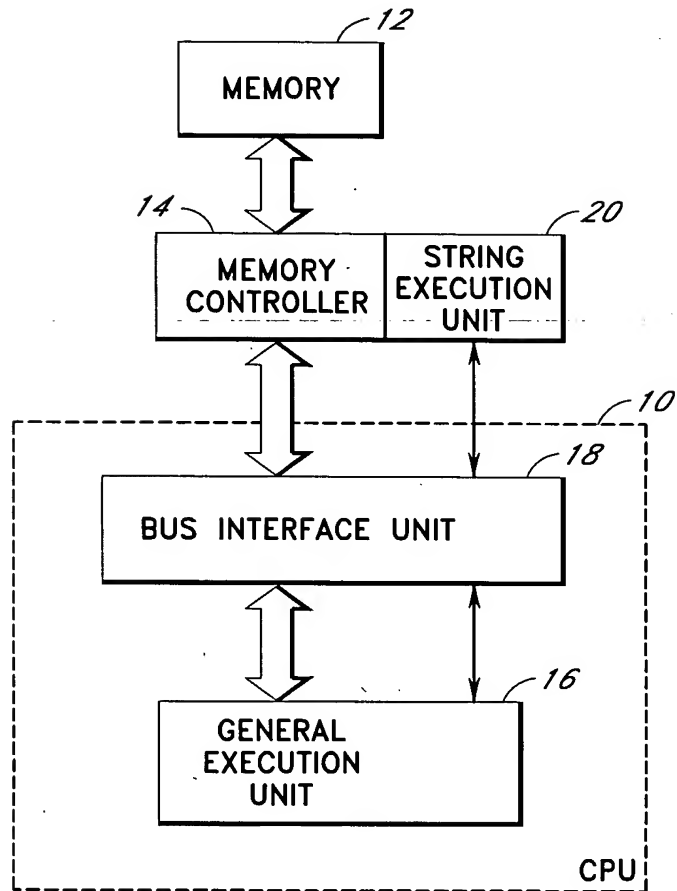 12
MEMORY
14
20
MEMORY
CONTROLLER
STRING
EXECUTION
UNIT
10
18
BUS INTERFACE UNIT
16
GENERAL
EXECUTION
UNIT
CPU